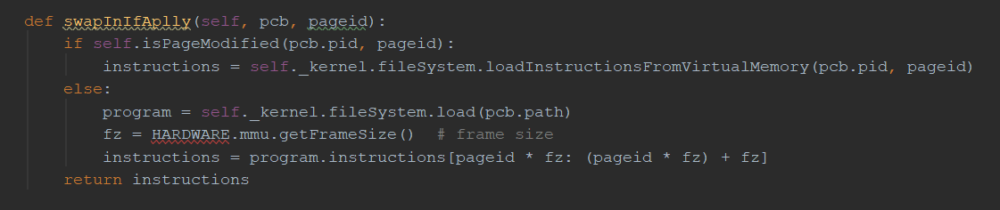 def swapInIfAplly(self, pcb, pageid):
    if self.isPageModified(pcb.pid, pageid):
        instructions = self._kernel.fileSystem.loadInstructionsFromVirtualMemory(pcb.pid, pageid)
    else:
        program = self._kernel.fileSystem.load(pcb.path)
        fz = HARDWARE.mmu.getFrameSize()  # frame size
        instructions = program.instructions[pageid * fz: (pageid * fz) + fz]
    return instructions